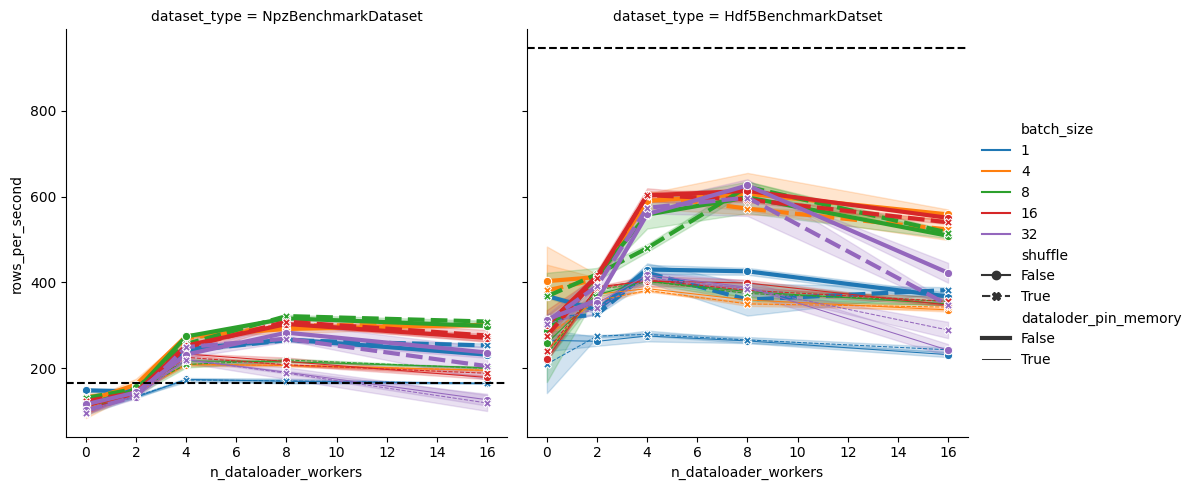 dataset_type = NpzBenchmarkDataset
dataset_type = Hdf5BenchmarkDatset
rows_per_second
800
600
400
200
0 2 4 6 8 10 12 14 16
n_dataloader_workers
0 2 4 6 8 10 12 14 16
n_dataloader_workers
batch_size
1
4
8
16
32
shuffle
False
True
dataloder_pin_memory
False
True